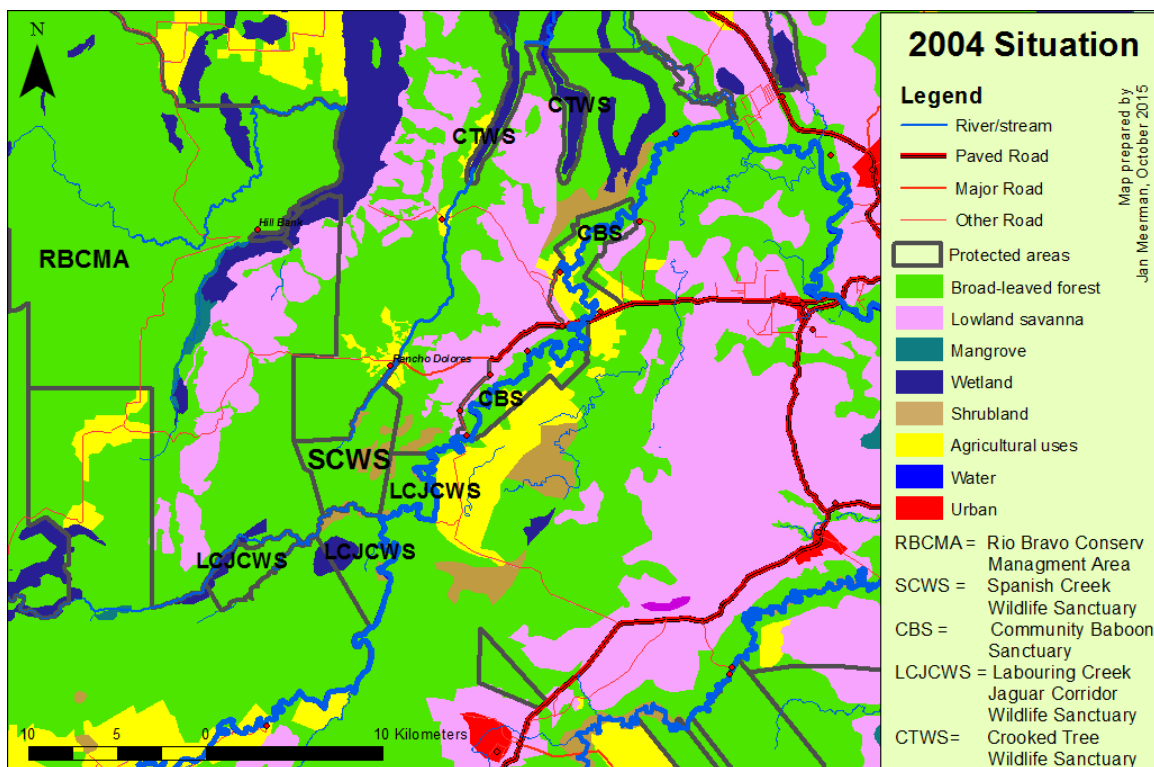 N
CTWS
CTWS
Hill Bank
CBS
RBCMA
Rancho Dolores
CBS
SCWS
LCJCWS
LCJCWS
LCJCWS
10 5 0 10 Kilometers
2004 Situation
Legend
River/stream
Paved Road
Major Road
Other Road
Protected areas
Broad-leaved forest
Lowland savanna
Mangrove
Wetland
Shrubland
Agricultural uses
Water
Urban
RBCMA = Rio Bravo Conserv
Managment Area
SCWS = Spanish Creek
Wildlife Sanctuary
CBS = Community Baboon
Sanctuary
LCJCWS = Labouring Creek
Jaguar Corridor
Wildlife Sanctuary
CTWS= Crooked Tree
Wildlife Sanctuary
Map prepared by
Jan Meerman, October 2015